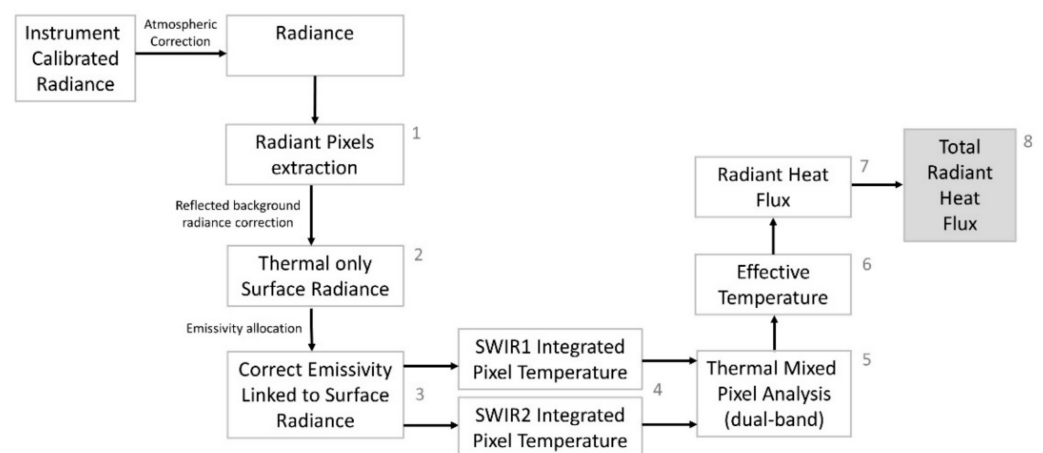 Instrument
Calibrated
Radiance
Atmospheric
Correction
Radiance
Radiant Pixels
extraction
1
Reflected background
radiance correction
Thermal only
Surface Radiance
2
Emissivity allocation
Correct Emissivity
Linked to Surface
Radiance
3
SWIR1 Integrated
Pixel Temperature
SWIR2 Integrated
Pixel Temperature
4
Thermal Mixed
Pixel Analysis
(dual-band)
5
Effective
Temperature
6
Radiant Heat
Flux
7
Total
Radiant
Heat
Flux
8